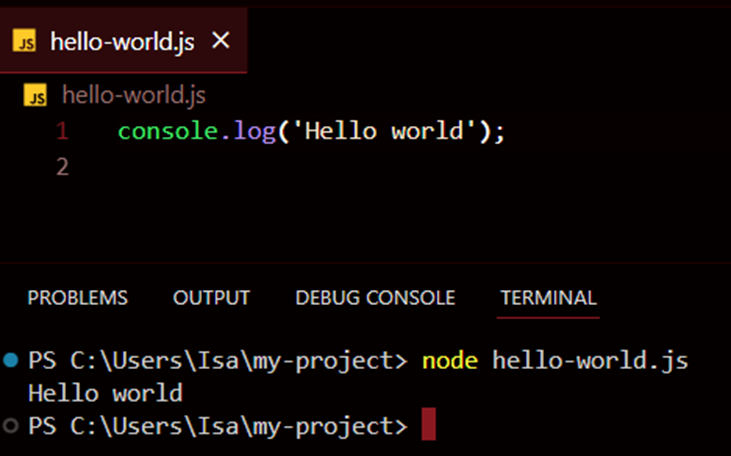 JS hello-world.js ×
JS hello-world.js
1 console.log('Hello world');
2
PROBLEMS OUTPUT DEBUG CONSOLE TERMINAL
PS C:\Users\Isa\my-project> node hello-world.js
Hello world
PS C:\Users\Isa\my-project>